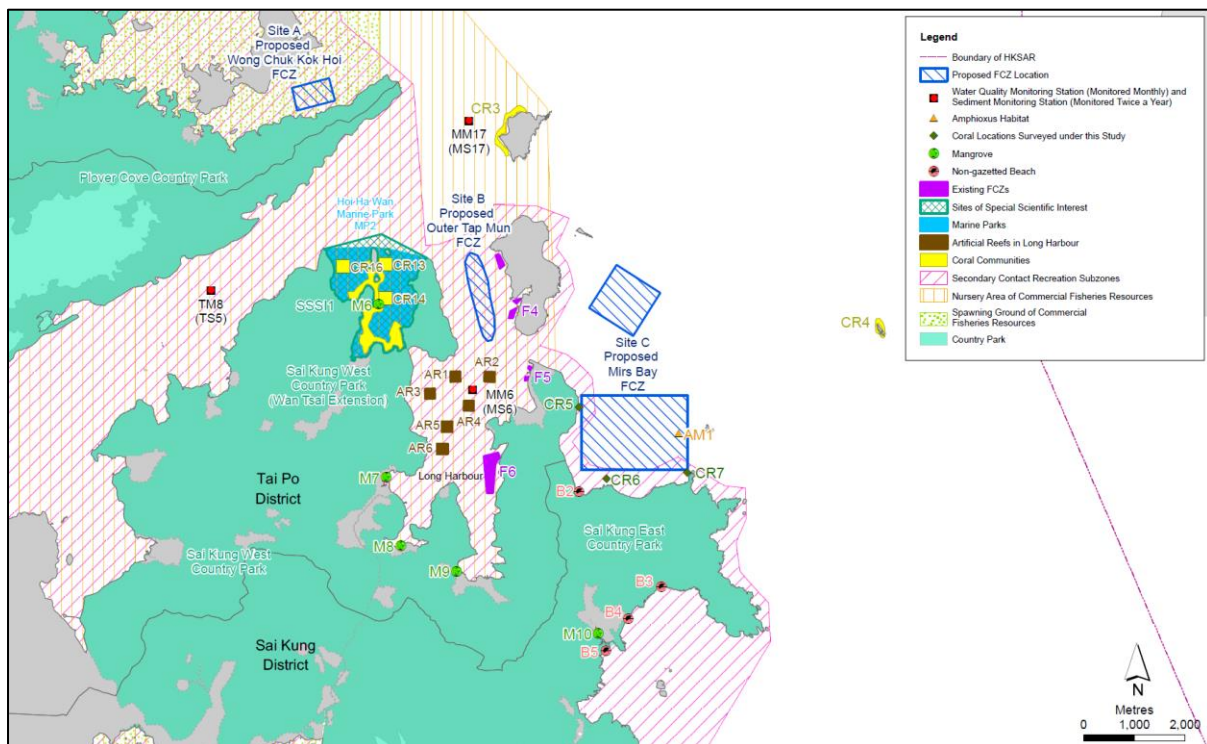 Site A
Proposed
Wong Chuk Kok Hoi
FCZ
CR3
MM17
(MS17)
Plover Cove Country Park
Hoi Ha Wan
Marine Park
MP2
Site B
Proposed
Outer Tap Mun
FCZ
CR16
CR13
CR14
M6
SSSI1
TM8
(TS5)
F4
CR4
Site C
Proposed
Mirs Bay
FCZ
Sai Kung West
Country Park
(Wan Tsai Extension)
AR1
AR2
AR3
MM6
(MS6)
AR4
AR5
AR6
F5
CR5
AM1
Long Harbour
F6
M7
CR6
CR7
B2
Tai Po
District
Sai Kung East
Country Park
Sai Kung West
Country Park
M8
M9
B3
B4
M10
B5
Sai Kung
District
Legend
Boundary of HKSAR
Proposed FCZ Location
Water Quality Monitoring Station (Monitored Monthly) and
Sediment Monitoring Station (Monitored Twice a Year)
Amphioxus Habitat
Coral Locations Surveyed under this Study
Mangrove
Non-gazetted Beach
Existing FCZs
Sites of Special Scientific Interest
Marine Parks
Artificial Reefs in Long Harbour
Coral Communities
Secondary Contact Recreation Subzones
Nursery Area of Commercial Fisheries Resources
Spawning Ground of Commercial
Fisheries Resources
Country Park
N
Metres
0 1,000 2,000